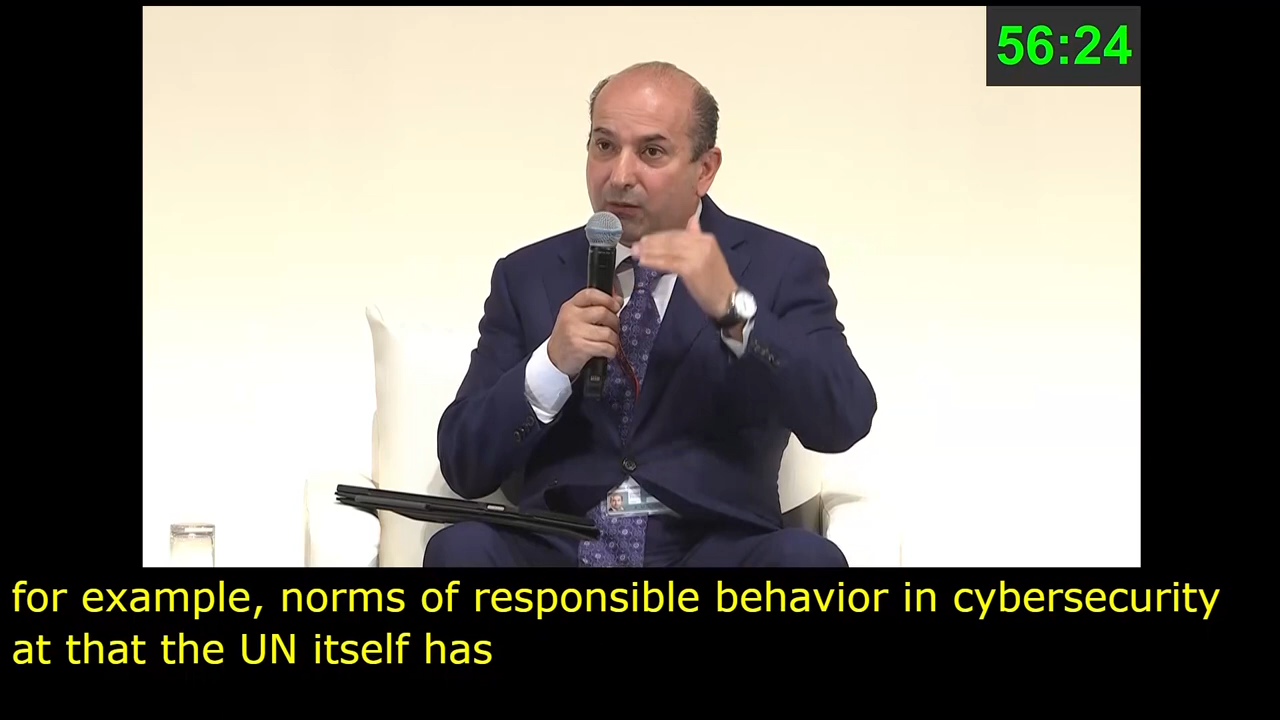 56:24
for example, norms of responsible behavior in cybersecurity
at that the UN itself has